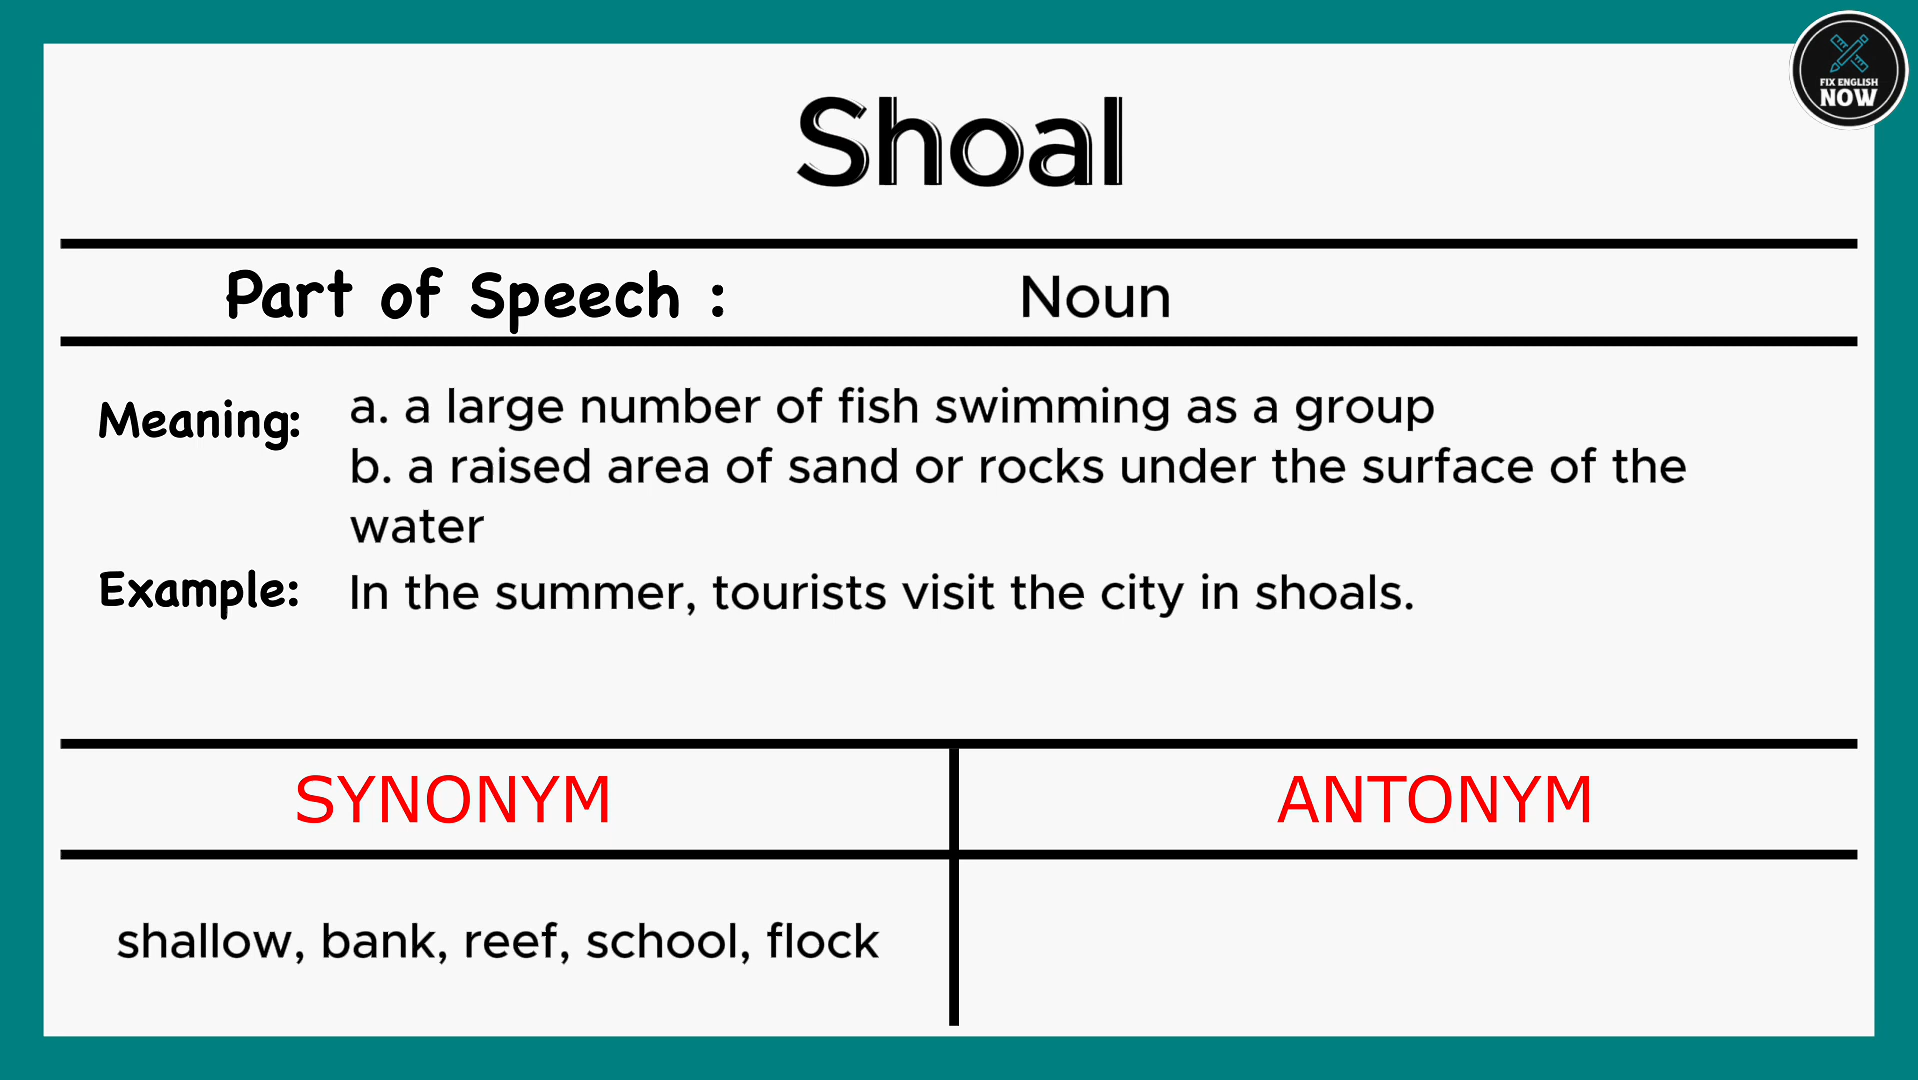 FIX ENGLISH
NOW
Shoal
Part of Speech : Noun
Meaning: a. a large number of fish swimming as a group
b. a raised area of sand or rocks under the surface of the
water
Example: In the summer, tourists visit the city in shoals.
SYNONYM ANTONYM
shallow, bank, reef, school, flock